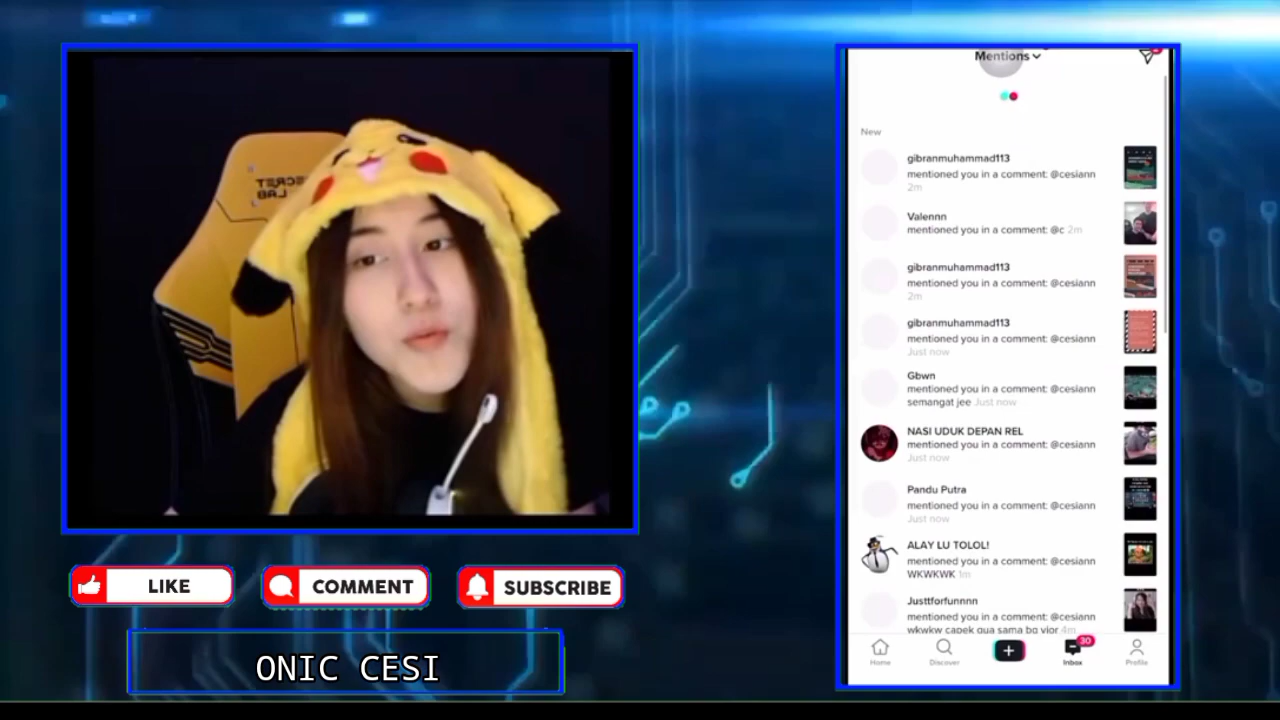 SECRET
LAB
LIKE
COMMENT
SUBSCRIBE
ONIC CESI
Mentions
New
gibranmuhammad113
mentioned you in a comment: @cesiann
2m
Valennn
mentioned you in a comment: @c 2m
gibranmuhammad113
mentioned you in a comment: @cesiann
2m
gibranmuhammad113
mentioned you in a comment: @cesiann
Just now
Gbwn
mentioned you in a comment: @cesiann
semangat jee Just now
NASI UDUK DEPAN REL
mentioned you in a comment: @cesiann
Just now
Pandu Putra
mentioned you in a comment: @cesiann
Just now
ALAY LU TOLOL!
mentioned you in a comment: @cesiann
WKWKWK 1m
Justtforfunnnn
mentioned you in a comment: @cesiann
wkwkw capek gua sama bg vior 4m
30
Home
Discover
Inbox
Profile